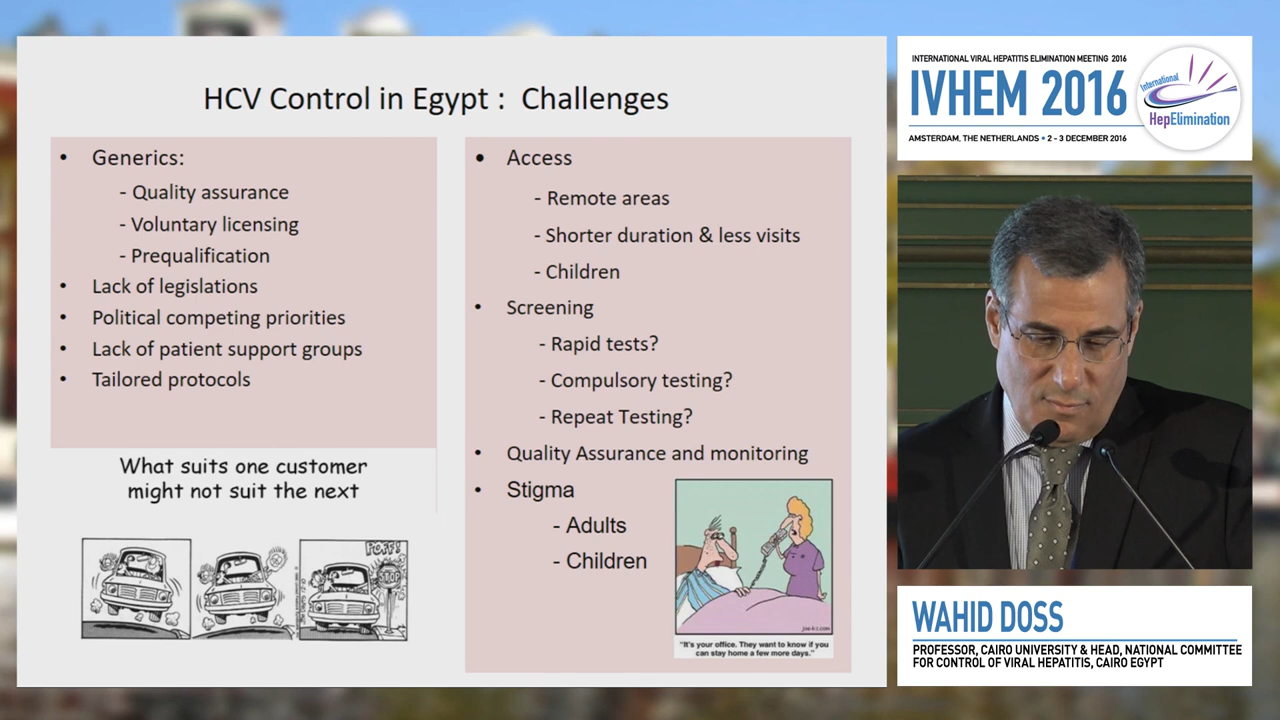 HCV Control in Egypt : Challenges
• Generics:
- Quality assurance
- Voluntary licensing
- Prequalification
• Lack of legislations
• Political competing priorities
• Lack of patient support groups
• Tailored protocols
What suits one customer
might not suit the next
POFF!
STOP
• Access
- Remote areas
- Shorter duration & less visits
- Children
• Screening
- Rapid tests?
- Compulsory testing?
- Repeat Testing?
• Quality Assurance and monitoring
• Stigma
- Adults
- Children
"It's your office. They want to know if you
can stay home a few more days."
INTERNATIONAL VIRAL HEPATITIS ELIMINATION MEETING 2016
IVHEM 2016
AMSTERDAM, THE NETHERLANDS • 2 - 3 DECEMBER 2016
International
HepElimination
WAHID DOSS
PROFESSOR, CAIRO UNIVERSITY & HEAD, NATIONAL COMMITTEE
FOR CONTROL OF VIRAL HEPATITIS, CAIRO EGYPT